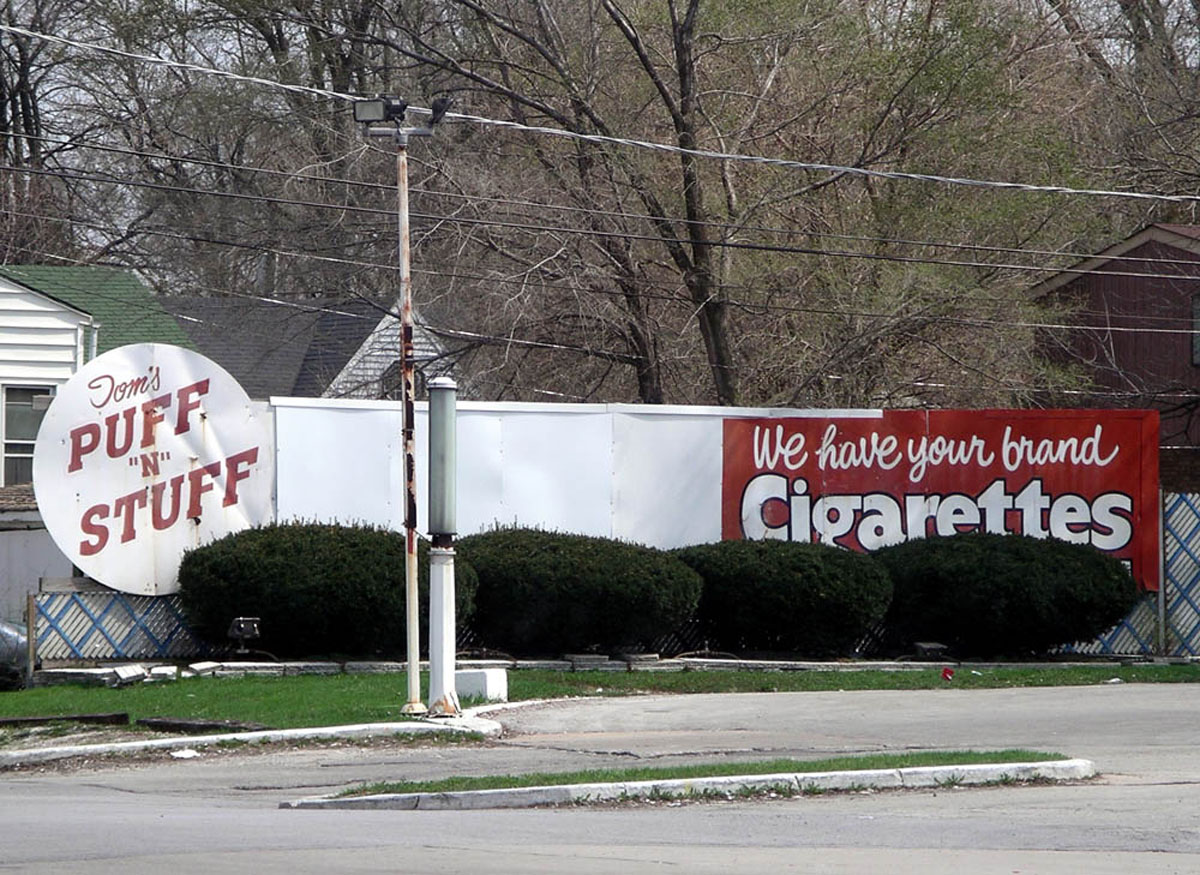 Tom's
PUFF
"N"
STUFF
We have your brand
Cigarettes